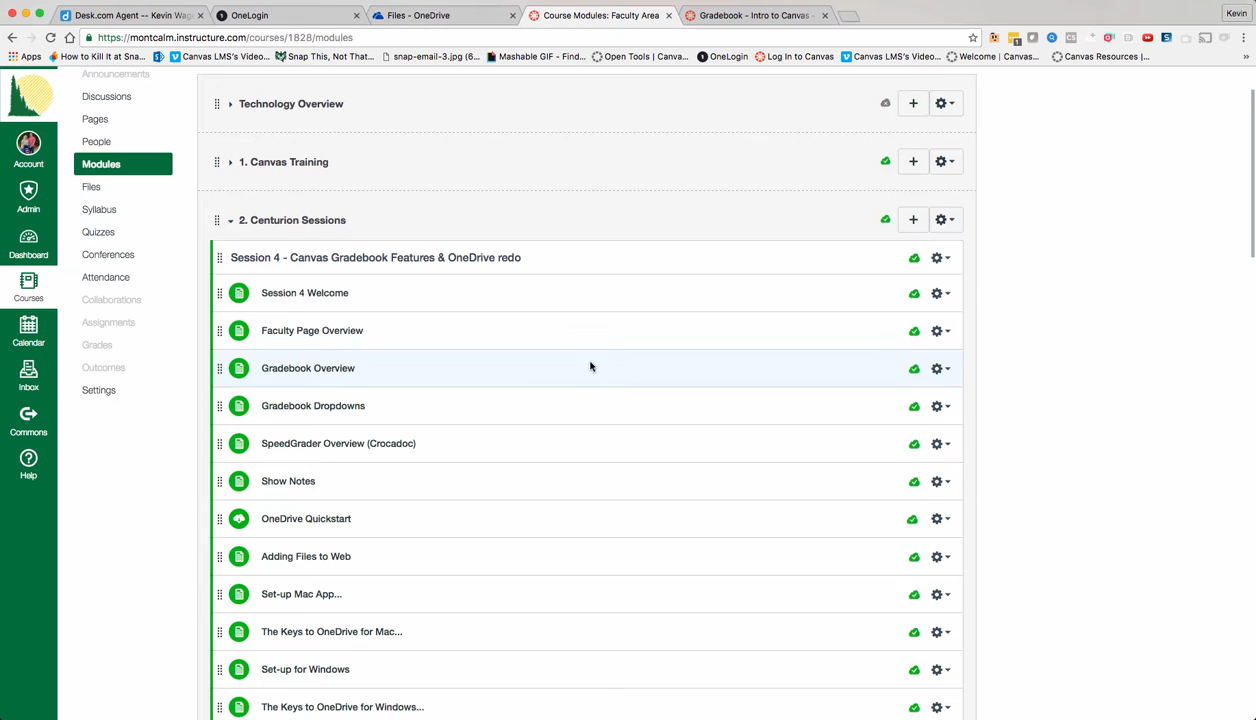 Desk.com Agent -- Kevin Wag
OneLogin
Files - OneDrive
Course Modules: Faculty Area
Gradebook - Intro to Canvas -
Kevin
https://montcalm.instructure.com/courses/1828/modules
Apps
How to Kill It at Sna...
Canvas LMS's Video...
Snap This, Not That...
snap-email-3.jpg (6...
Mashable GIF - Find...
Open Tools | Canva...
OneLogin
Log In to Canvas
Canvas LMS's Video...
Welcome | Canvas...
Canvas Resources |...
»
Account
Admin
Dashboard
Courses
Calendar
Inbox
Commons
Help
Announcements
Discussions
Pages
People
Modules
Files
Syllabus
Quizzes
Conferences
Attendance
Collaborations
Assignments
Grades
Outcomes
Settings
Technology Overview
1. Canvas Training
2. Centurion Sessions
Session 4 - Canvas Gradebook Features & OneDrive redo
Session 4 Welcome
Faculty Page Overview
Gradebook Overview
Gradebook Dropdowns
SpeedGrader Overview (Crocadoc)
Show Notes
OneDrive Quickstart
Adding Files to Web
Set-up Mac App...
The Keys to OneDrive for Mac...
Set-up for Windows
The Keys to OneDrive for Windows...